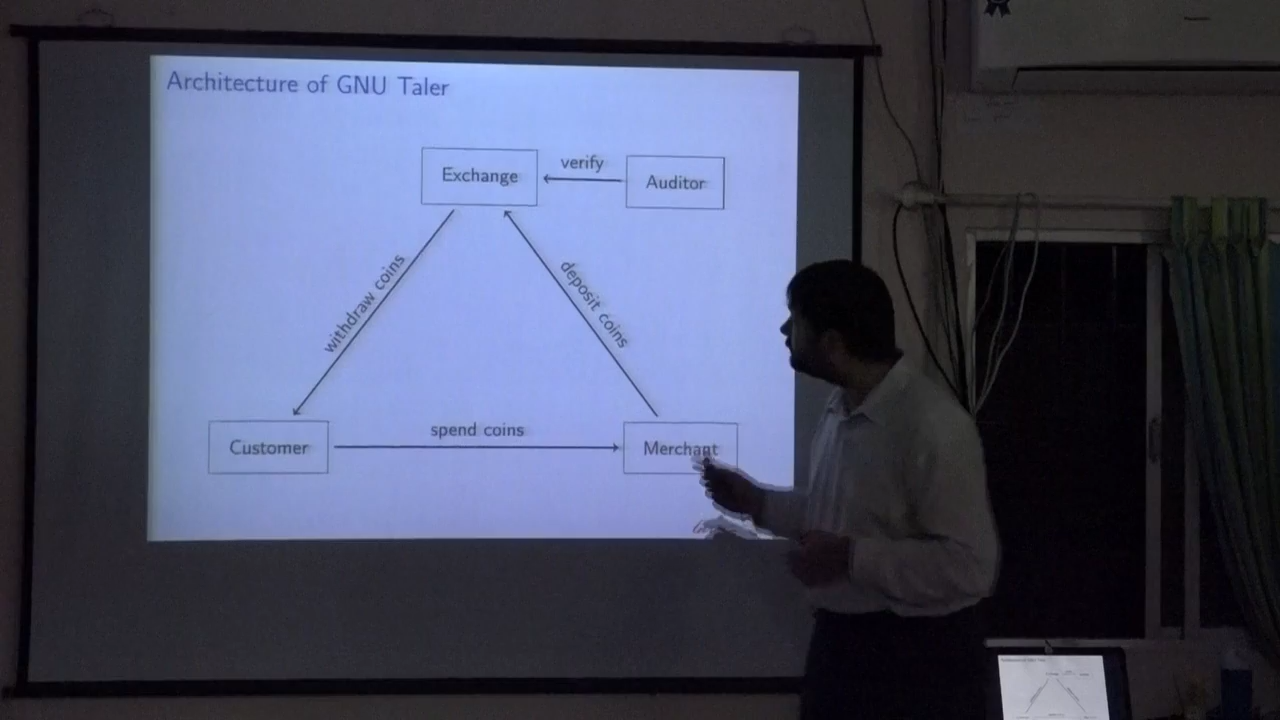 Architecture of GNU Taler
Exchange
verify
Auditor
withdraw coins
deposit coins
Customer
spend coins
Merchant